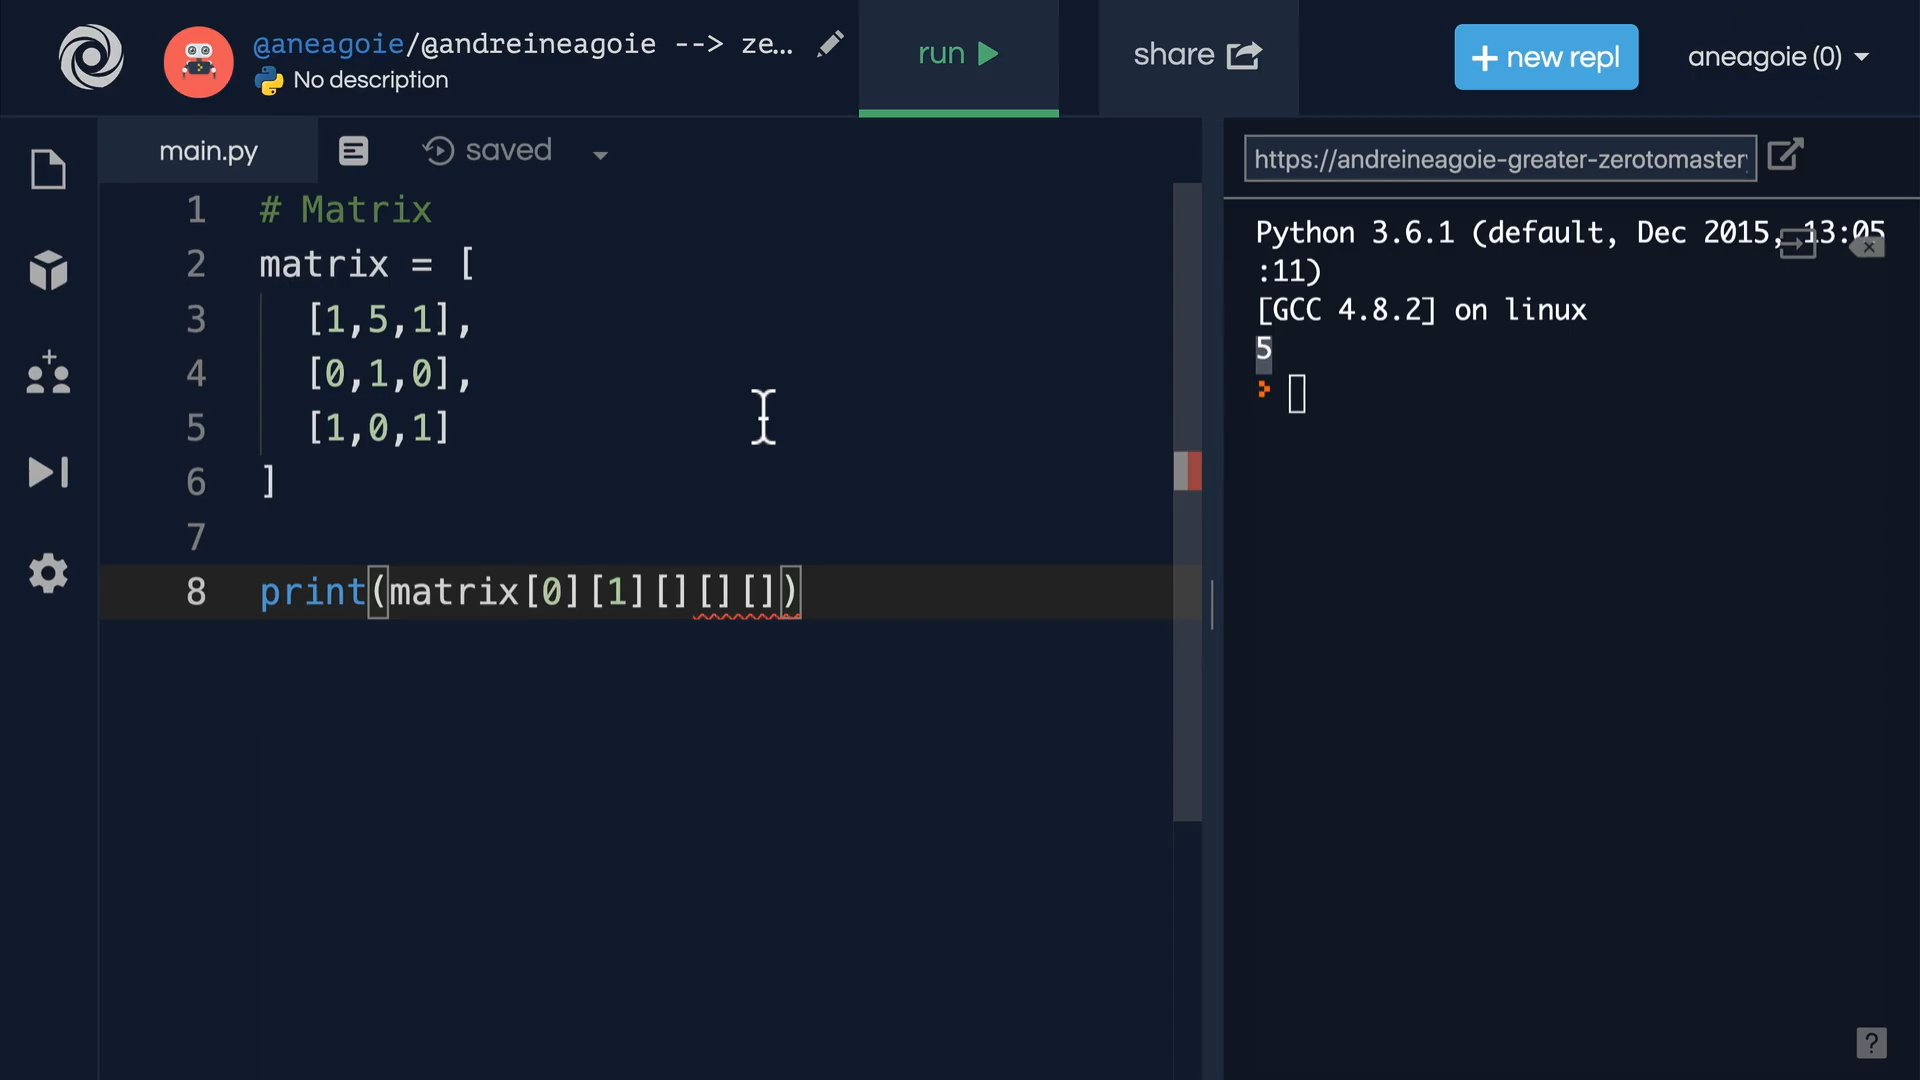 @aneagoie/@andreineagoie --> ze...
No description
run
share
+ new repl
aneagoie (0)
main.py
saved
https://andreineagoie-greater-zerotomaster
1 # Matrix
2 matrix = [
3 [1,5,1],
4 [0,1,0],
5 [1,0,1]
6 ]
7
8 print(matrix[0][1][][][])
Python 3.6.1 (default, Dec 2015, 13:05
:11)
[GCC 4.8.2] on linux
5
?